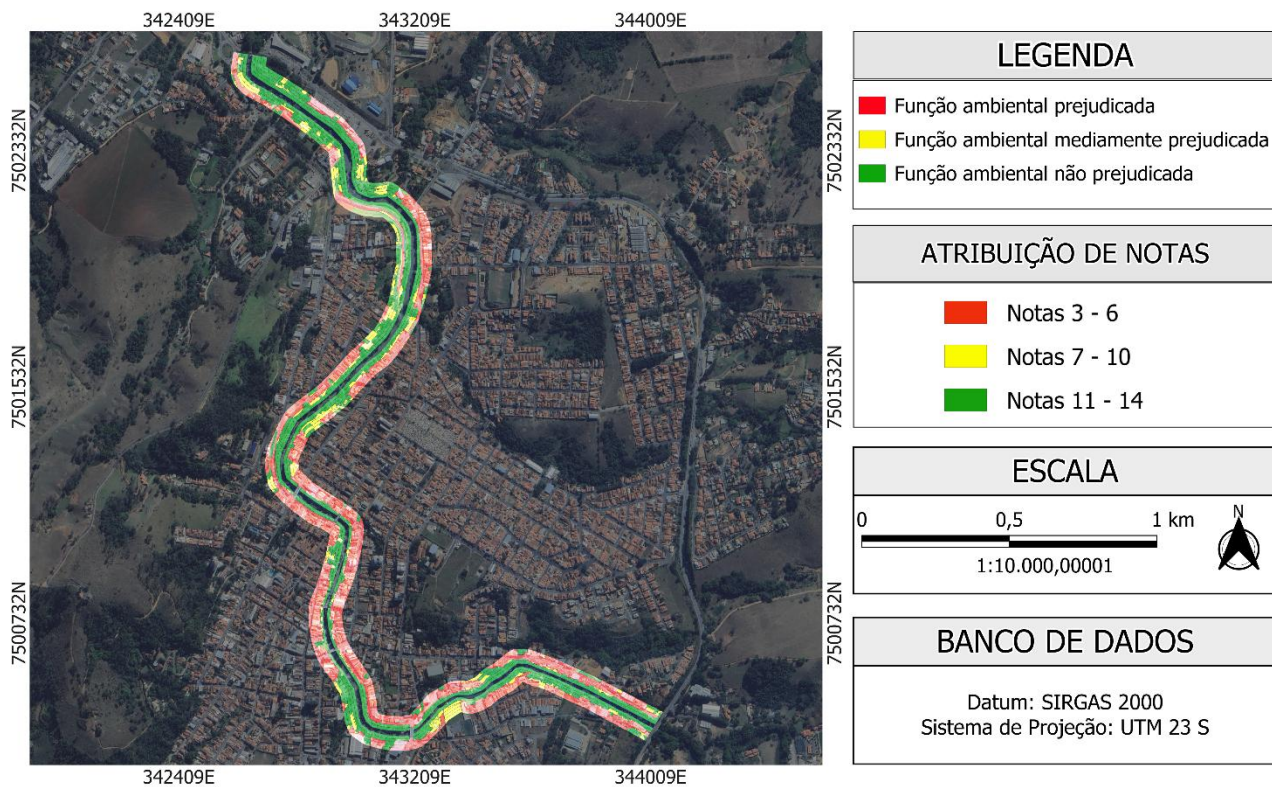 342409E 343209E 344009E
7502332N 7502332N
7501532N 7501532N
7500732N 7500732N
342409E 343209E 344009E
LEGENDA
Função ambiental prejudicada
Função ambiental mediamente prejudicada
Função ambiental não prejudicada
ATRIBUIÇÃO DE NOTAS
Notas 3 - 6
Notas 7 - 10
Notas 11 - 14
ESCALA
0 0,5 1 km
1:10.000,00001
N
BANCO DE DADOS
Datum: SIRGAS 2000
Sistema de Projeção: UTM 23 S